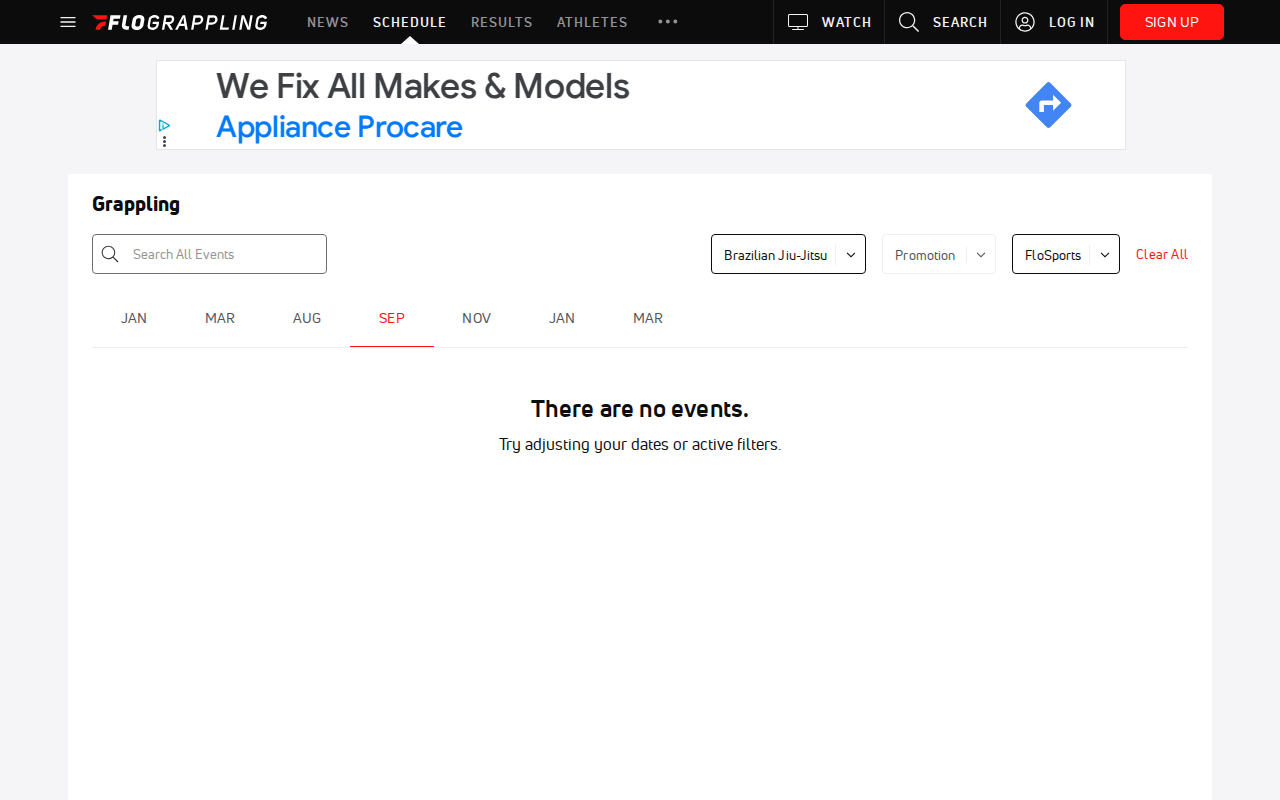 FLOGRAPPLING NEWS SCHEDULE RESULTS ATHLETES WATCH SEARCH LOG IN SIGN UP
We Fix All Makes & Models
Appliance Procare
Grappling
Search All Events Brazilian Jiu-Jitsu Promotion FloSports Clear All
JAN MAR AUG SEP NOV JAN MAR
There are no events.
Try adjusting your dates or active filters.